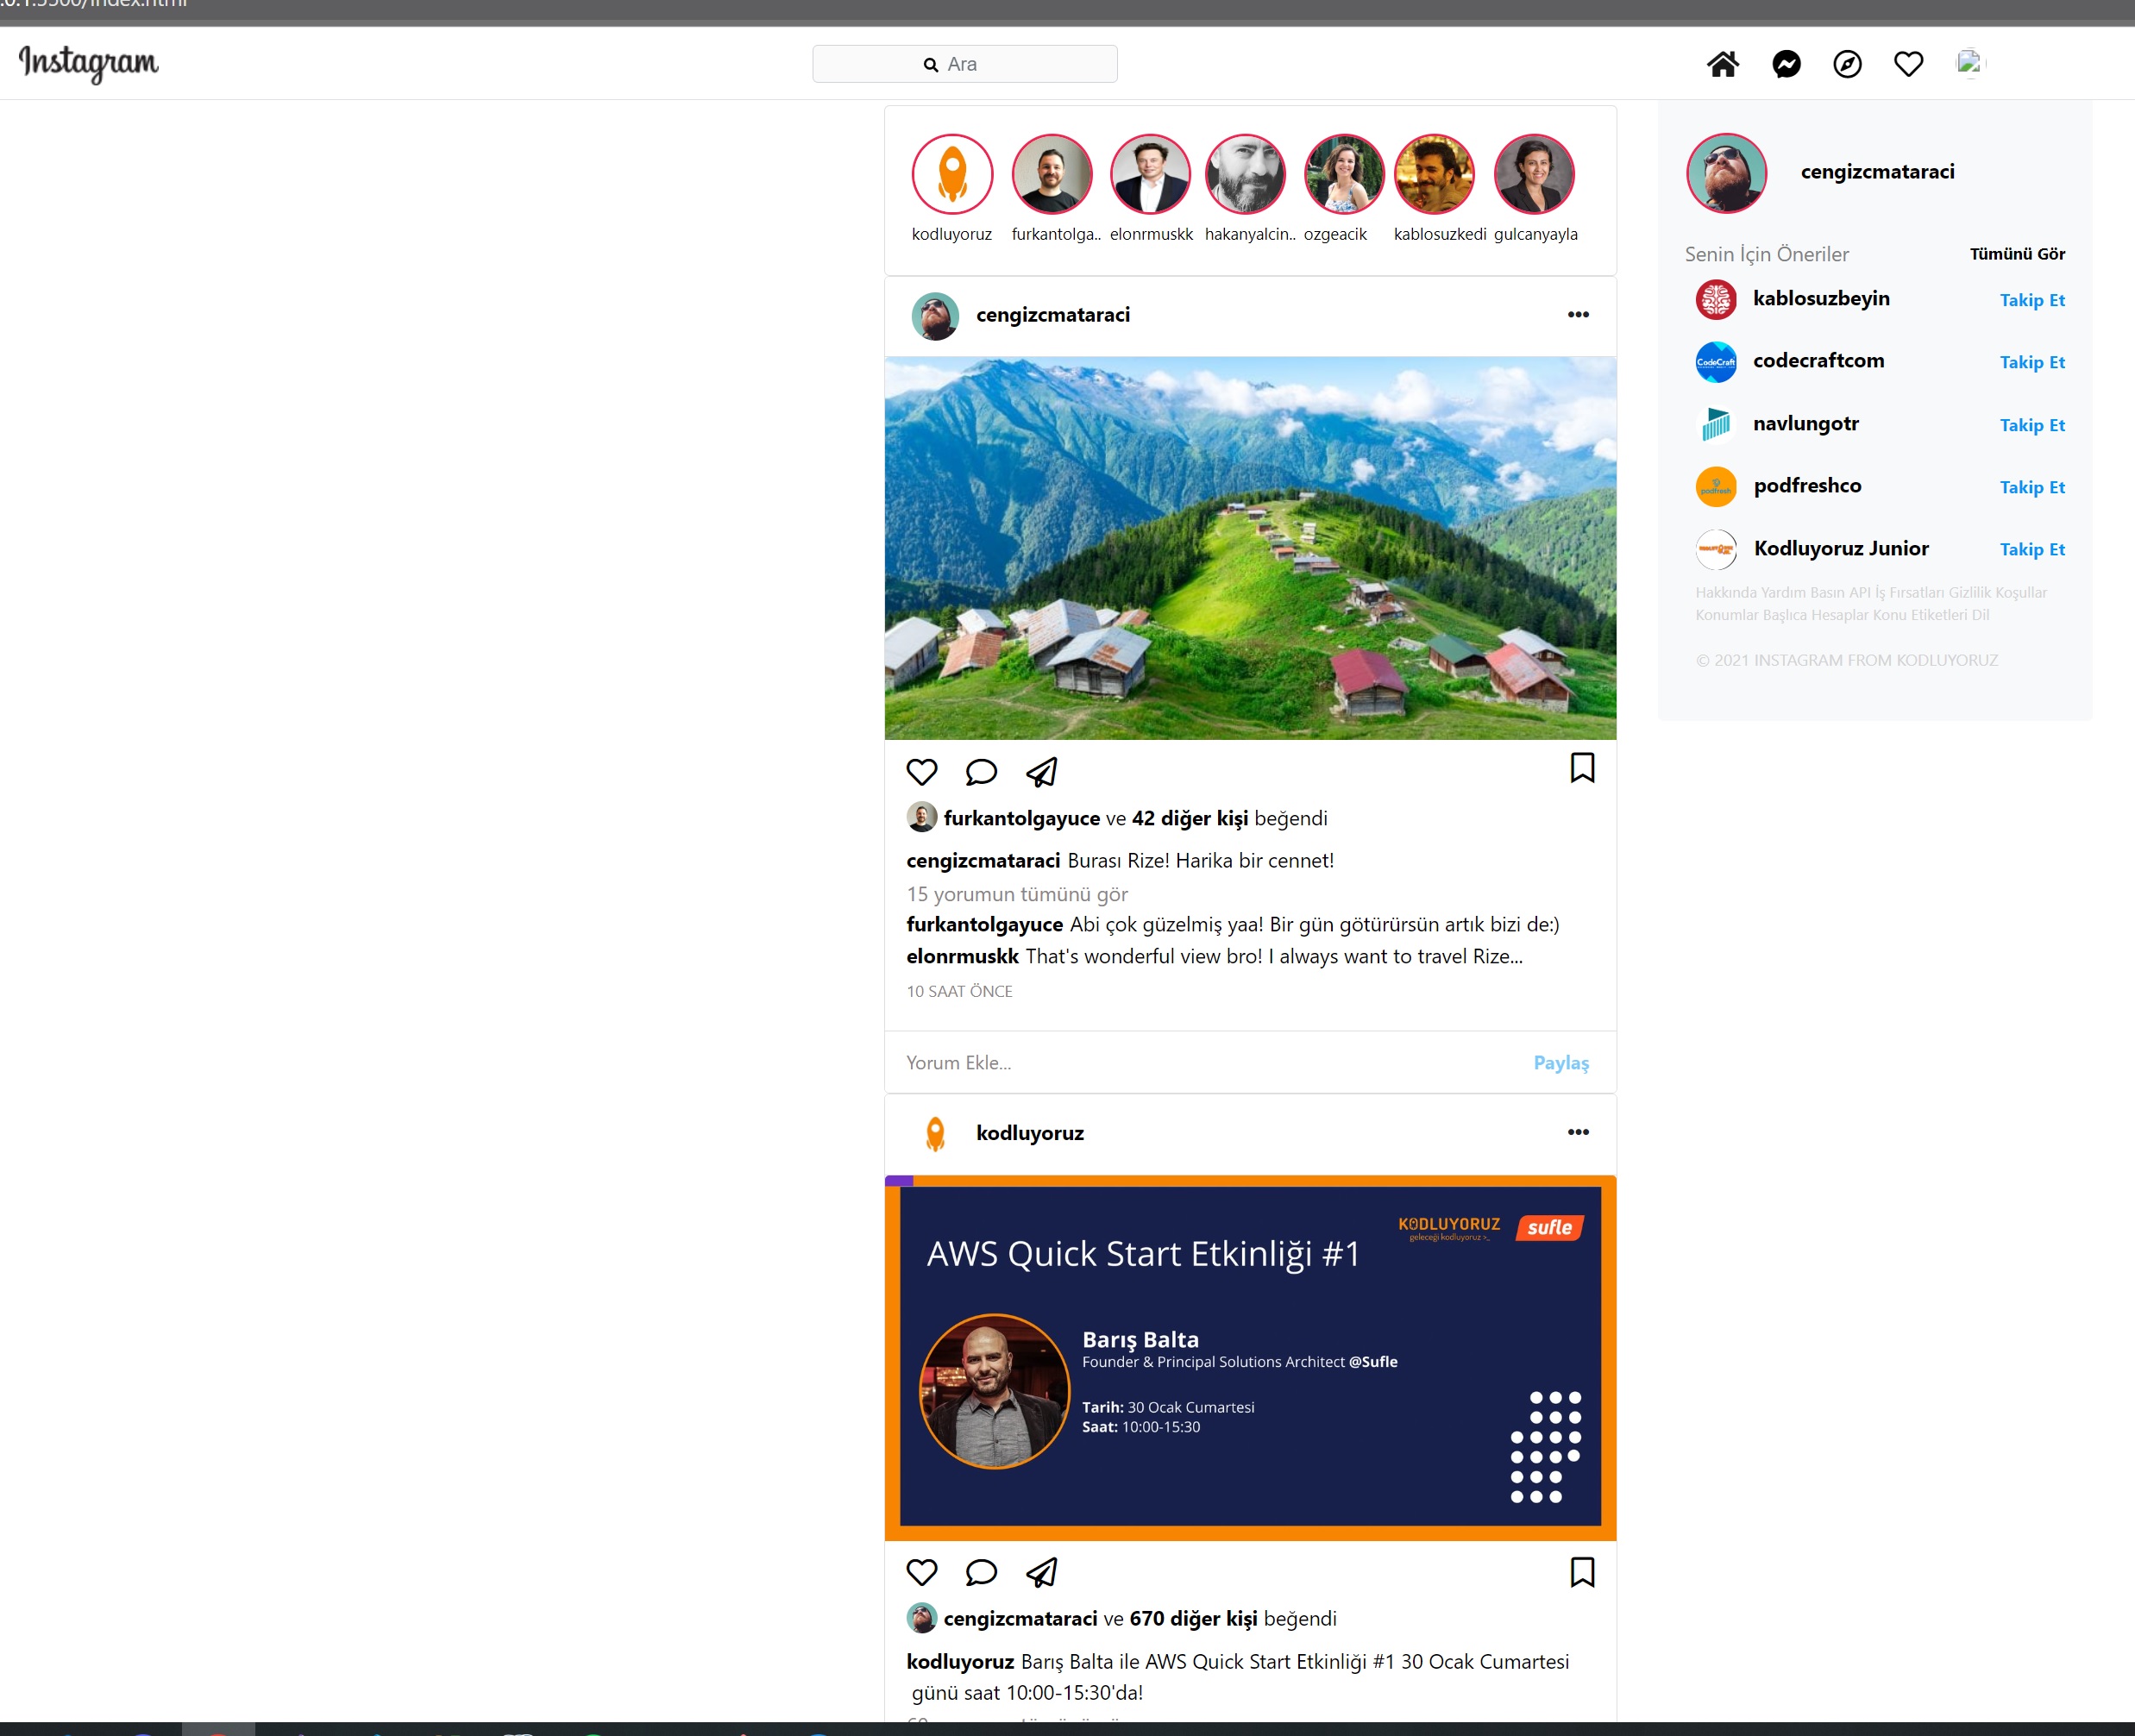 .0.1:5500/index.html
Instagram
Ara
kodluyoruz furkantolga.. elonrmuskk hakanyalcin.. ozgeacik kablosuzkedi gulcanyayla
cengizcmataraci
cengizcmataraci
Senin İçin Öneriler Tümünü Gör
kablosuzbeyin Takip Et
CodeCraft
codecraftcom Takip Et
navlungotr Takip Et
podfresh
podfreshco Takip Et
Kodluyoruz Junior Takip Et
Hakkında Yardım Basın API İş Fırsatları Gizlilik Koşullar
Konumlar Başlıca Hesaplar Konu Etiketleri Dil
© 2021 INSTAGRAM FROM KODLUYORUZ
furkantolgayuce ve 42 diğer kişi beğendi
cengizcmataraci Burası Rize! Harika bir cennet!
15 yorumun tümünü gör
furkantolgayuce Abi çok güzelmiş yaa! Bir gün götürürsün artık bizi de:)
elonrmuskk That's wonderful view bro! I always want to travel Rize...
10 SAAT ÖNCE
Yorum Ekle... Paylaş
kodluyoruz
KODLUYORUZ
geleceği kodluyoruz >_
sufle
AWS Quick Start Etkinliği #1
Barış Balta
Founder & Principal Solutions Architect @Sufle
Tarih: 30 Ocak Cumartesi
Saat: 10:00-15:30
cengizcmataraci ve 670 diğer kişi beğendi
kodluyoruz Barış Balta ile AWS Quick Start Etkinliği #1 30 Ocak Cumartesi
günü saat 10:00-15:30'da!